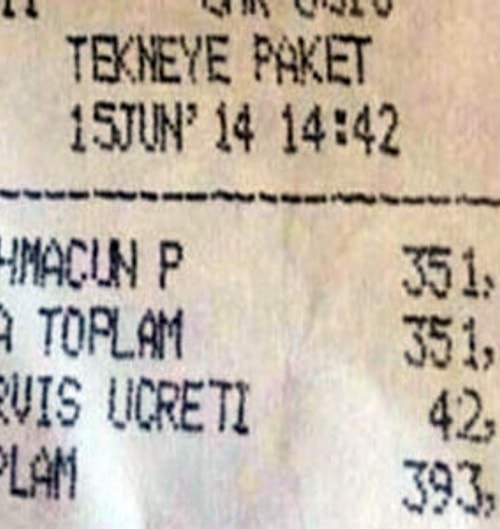 TEKNEYE PAKET
15JUN'14 14:42
HMACUN P 351,
A TOPLAM 351,
RVIS UCRETI 42,
PLAM 393,